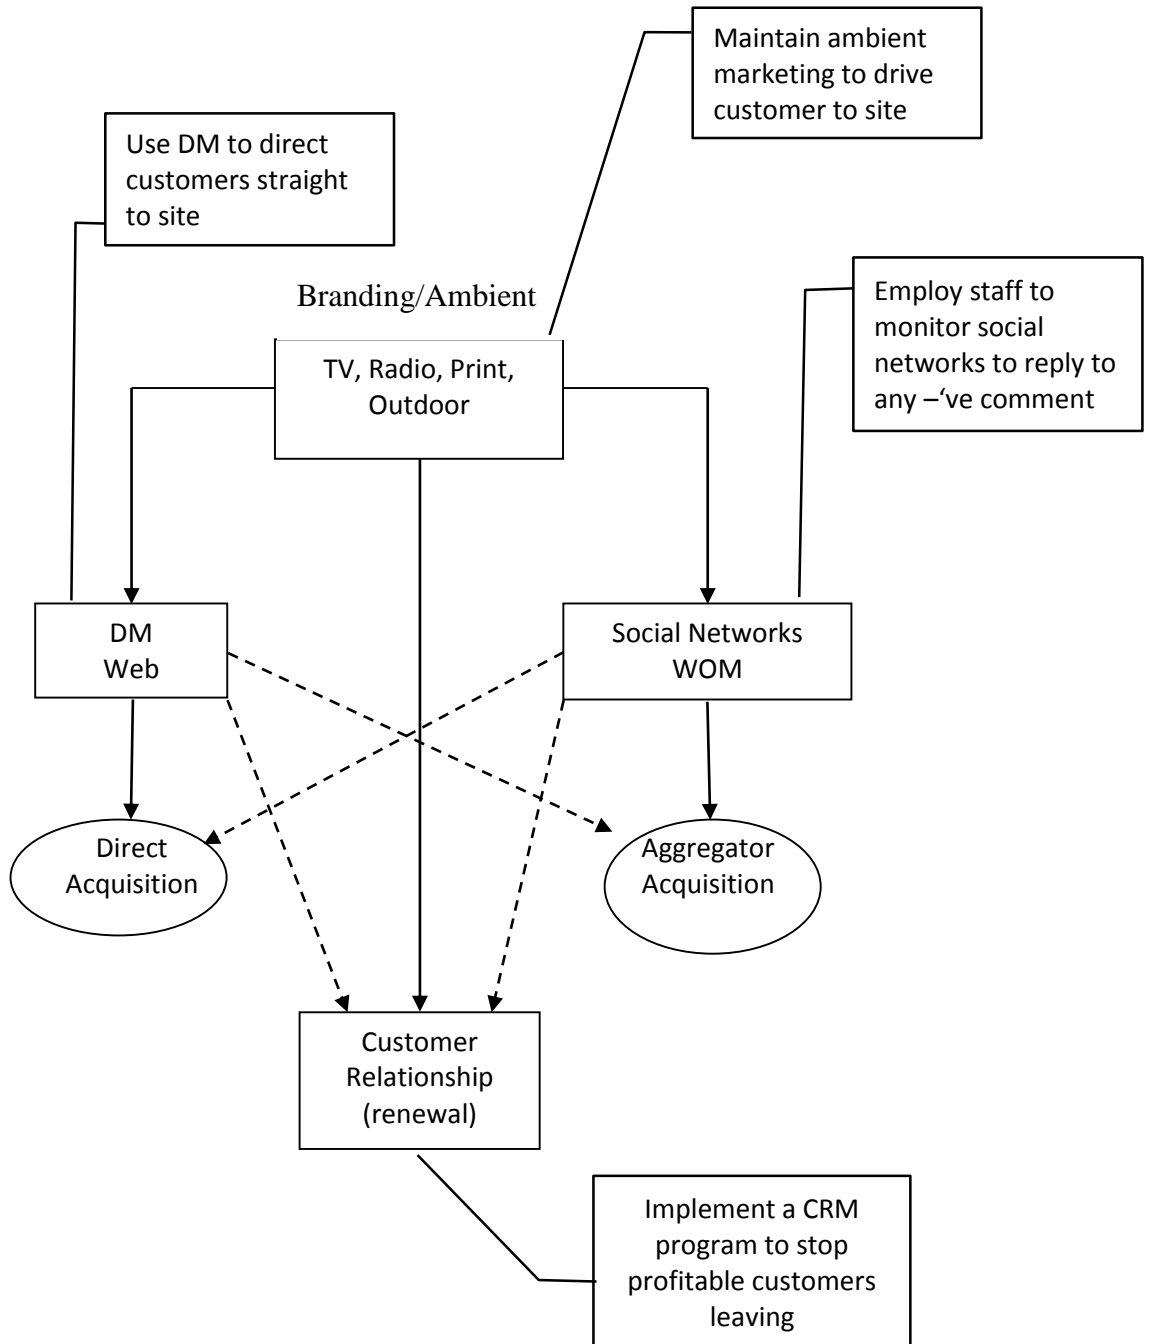 Maintain ambient
marketing to drive
customer to site
Use DM to direct
customers straight
to site
Branding/Ambient
TV, Radio, Print,
Outdoor
Employ staff to
monitor social
networks to reply to
any –‘ve comment
DM
Web
Social Networks
WOM
Direct
Acquisition
Aggregator
Acquisition
Customer
Relationship
(renewal)
Implement a CRM
program to stop
profitable customers
leaving